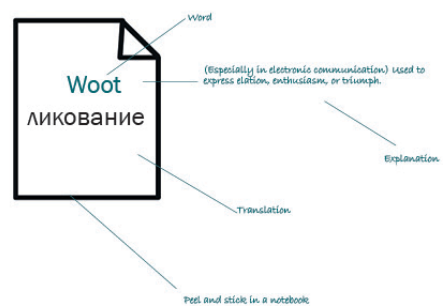 Word
(Especially in electronic communication) Used to
express elation, enthusiasm, or triumph.
Woot
ликование
Explanation
Translation
Peel and stick in a notebook